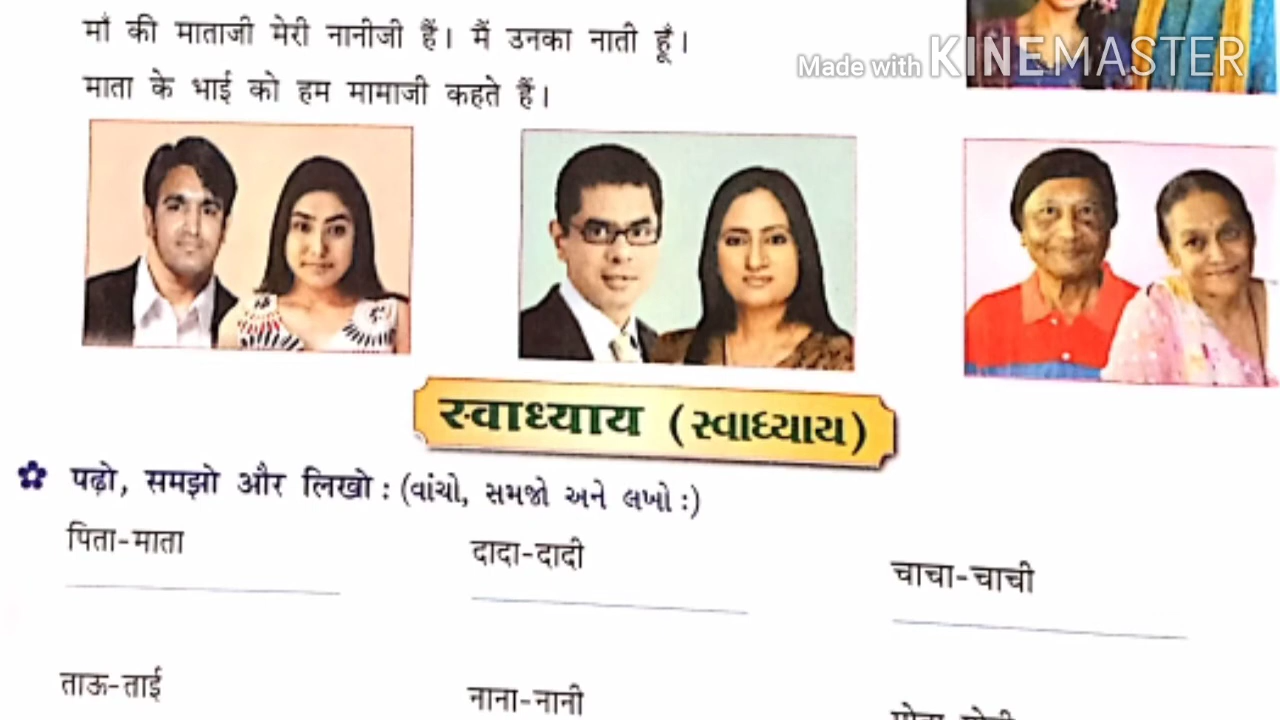 माँ की माताजी मेरी नानीजी हैं। मैं उनका नाती हूँ।
Made with KINEMASTER
माता के भाई को हम मामाजी कहते हैं।
સ્વાધ્યાય (સ્વાધ્યાય)
पढ़ो, समझो और लिखो : (વાંચો, સમજો અને લખો :)
पिता-माता
दादा-दादी
चाचा-चाची
ताऊ-ताई
नाना-नानी